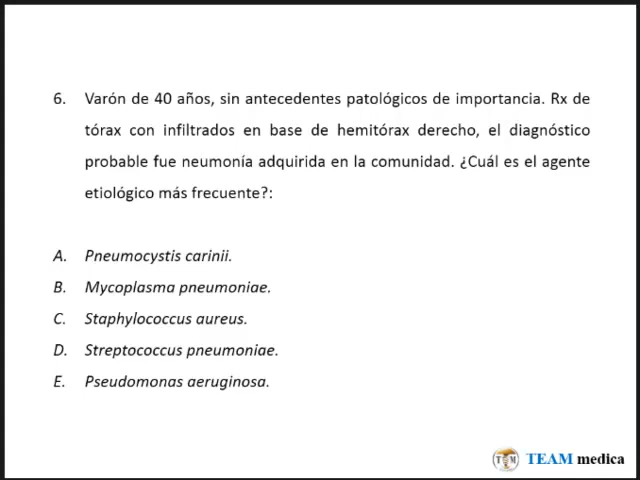 6. Varón de 40 años, sin antecedentes patológicos de importancia. Rx de
tórax con infiltrados en base de hemitórax derecho, el diagnóstico
probable fue neumonía adquirida en la comunidad. ¿Cuál es el agente
etiológico más frecuente?:
A. Pneumocystis carinii.
B. Mycoplasma pneumoniae.
C. Staphylococcus aureus.
D. Streptococcus pneumoniae.
E. Pseudomonas aeruginosa.
TEAM medica